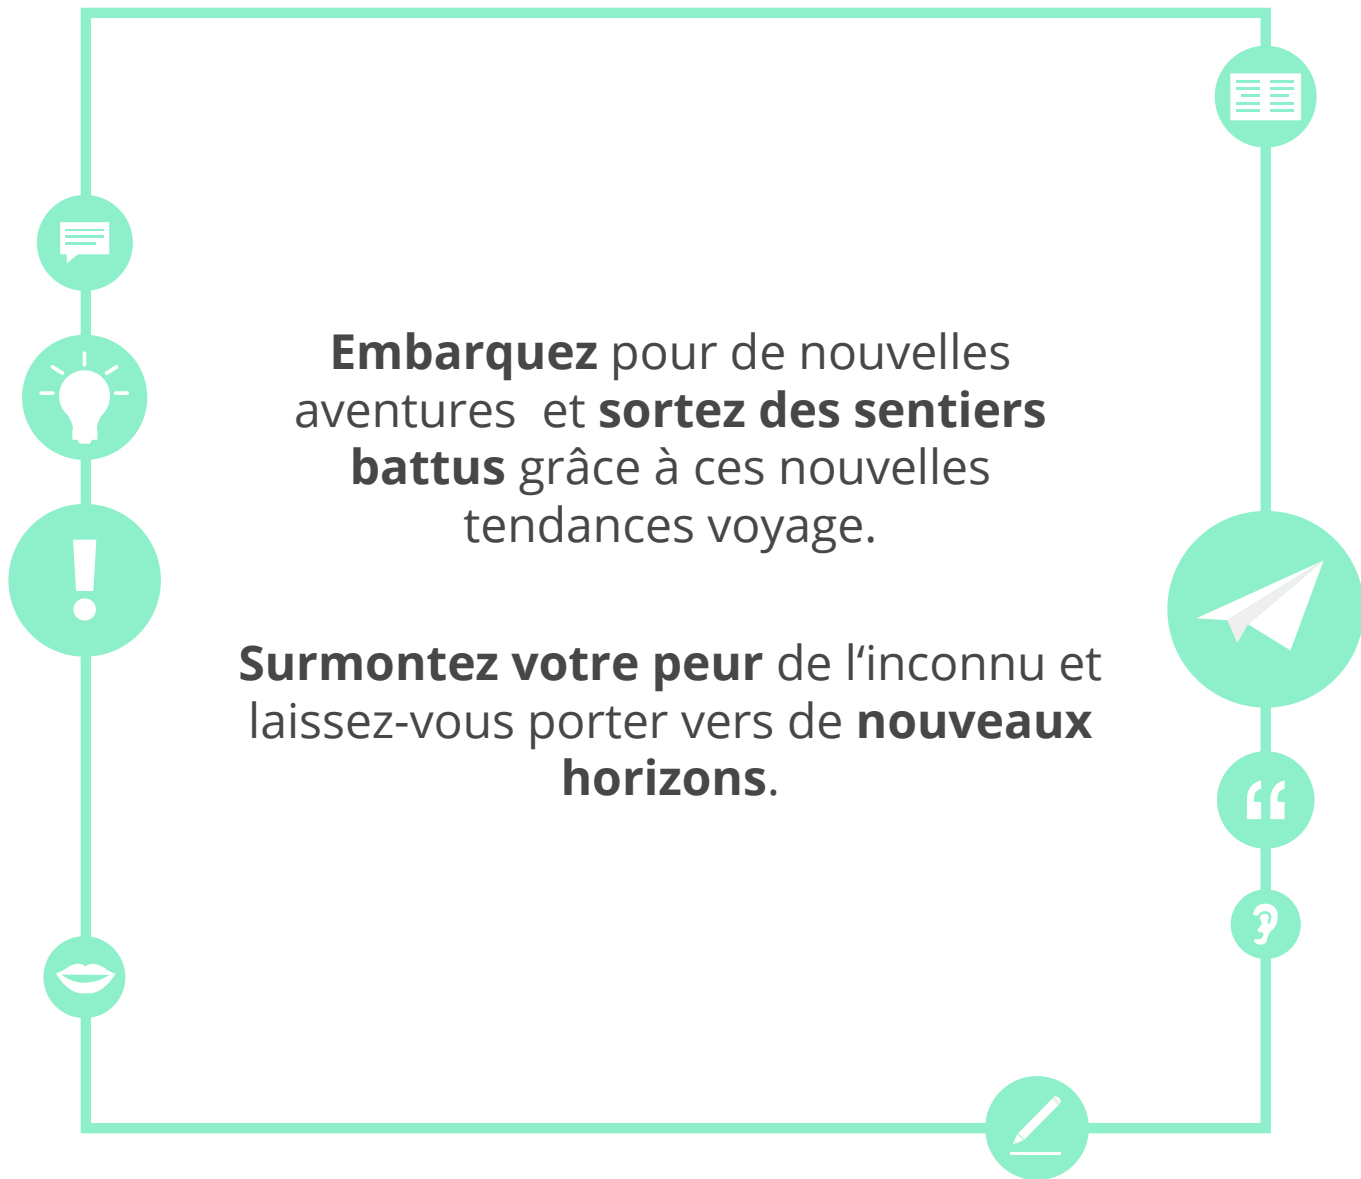 Embarquez pour de nouvelles
aventures  et sortez des sentiers
battus grâce à ces nouvelles
tendances voyage.
Surmontez votre peur de l‘inconnu et
laissez-vous porter vers de nouveaux
horizons.